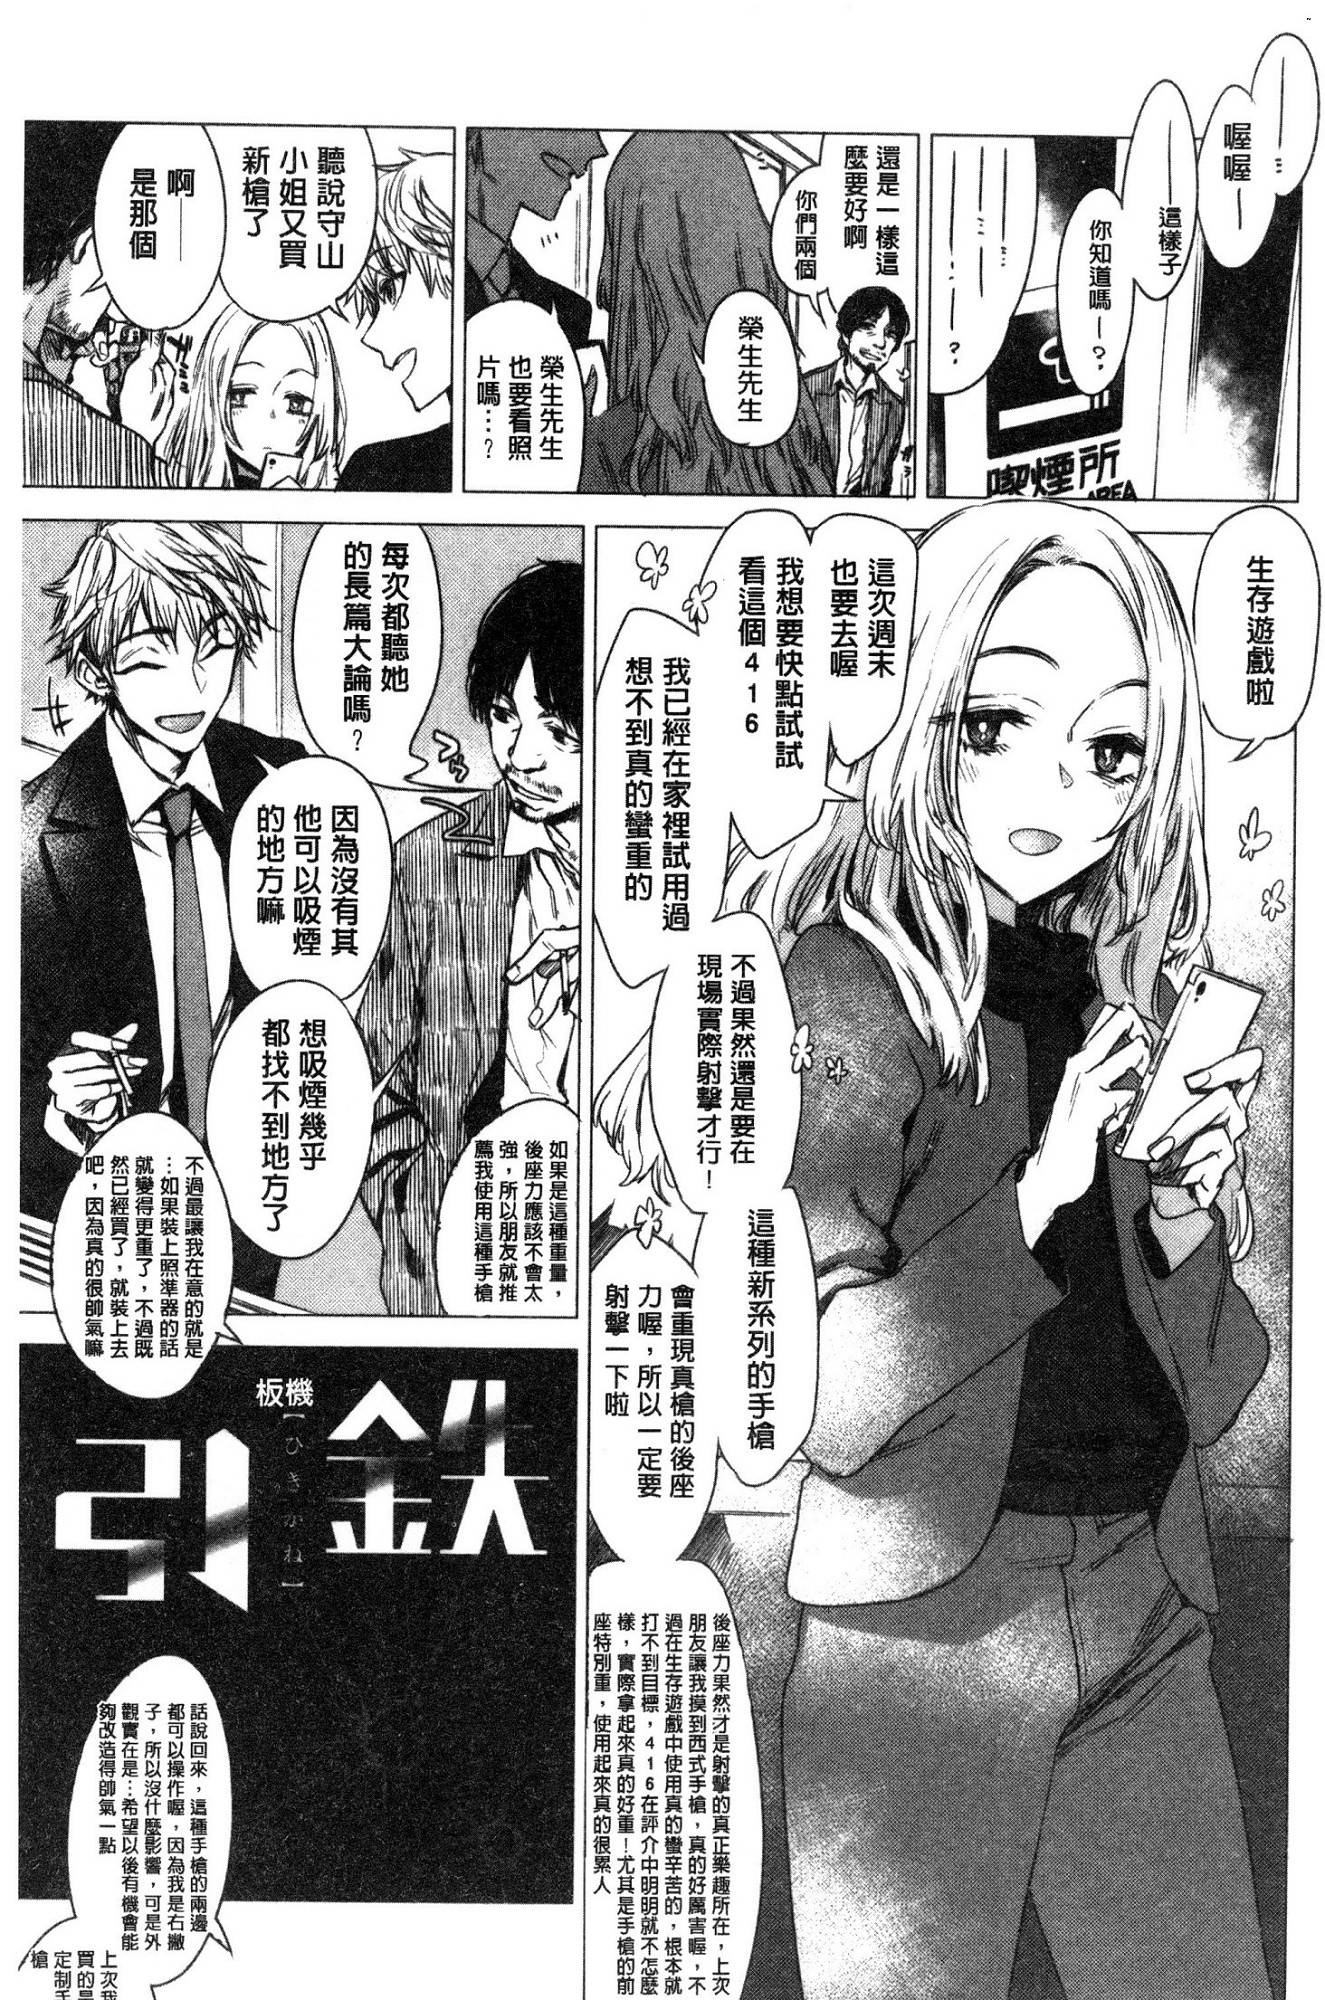 喔喔—
—這樣子
你知道嗎—?
喫煙所
AREA
還是一樣這
麼要好啊
你們兩個
榮生先生
榮生先生
也要看照
片嗎…?
聽說守山
小姐又買
新槍了
啊——
是那個
生存遊戲啦
這次週末
也要去喔
我想要快點試試
看這個416
我已經在家裡試用過
想不到真的蠻重的
不過果然還是要在
現場實際射擊才行!
這種新系列的手槍
會重現真槍的後座
力喔,所以一定要
射擊一下啦
後座力果然才是射擊的真正樂趣所在,上次
朋友讓我摸到西式手槍,真的好厲害喔,不
過在生存遊戲中使用真的蠻辛苦的,根本就
打不到目標,416在評介中明明就不怎麼
樣,實際拿起來真的好重!尤其是手槍的前
座特別重,使用起來真的很累人
每次都聽她
的長篇大論嗎?
因為沒有其
他可以吸煙
的地方嘛
想吸煙幾乎
都找不到地方了
如果是這種重量,
後座力應該不會太
強,所以朋友就推
薦我使用這種手槍
不過最讓我在意的就是
…如果裝上照準器的話
就變得更重了,不過既
然已經買了,就裝上去
吧,因為真的很帥氣嘛
引鉄
板機
【ひきがね】
話說回來,這種手槍的兩邊
都可以操作喔,因為我是右撇
子,所以沒什麼影響,可是外
觀實在是…希望以後有機會能
夠改造得帥氣一點
上次我
買的是
定制手
槍